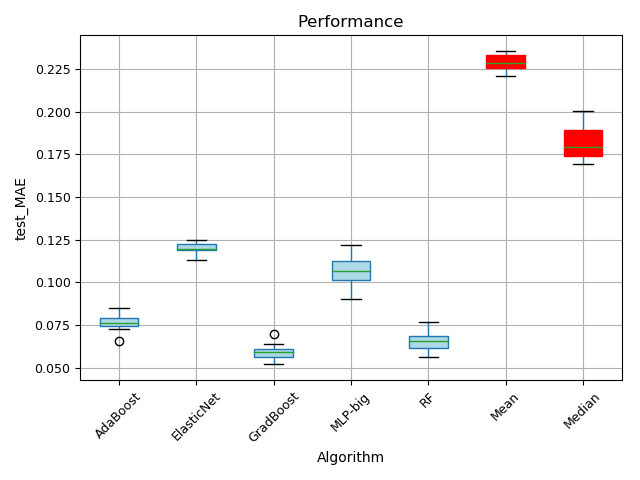 Performance
0.225
0.200
0.175
0.150
0.125
0.100
0.075
0.050
test_MAE
AdaBoost
ElasticNet
GradBoost
MLP-big
RF
Mean
Median
Algorithm